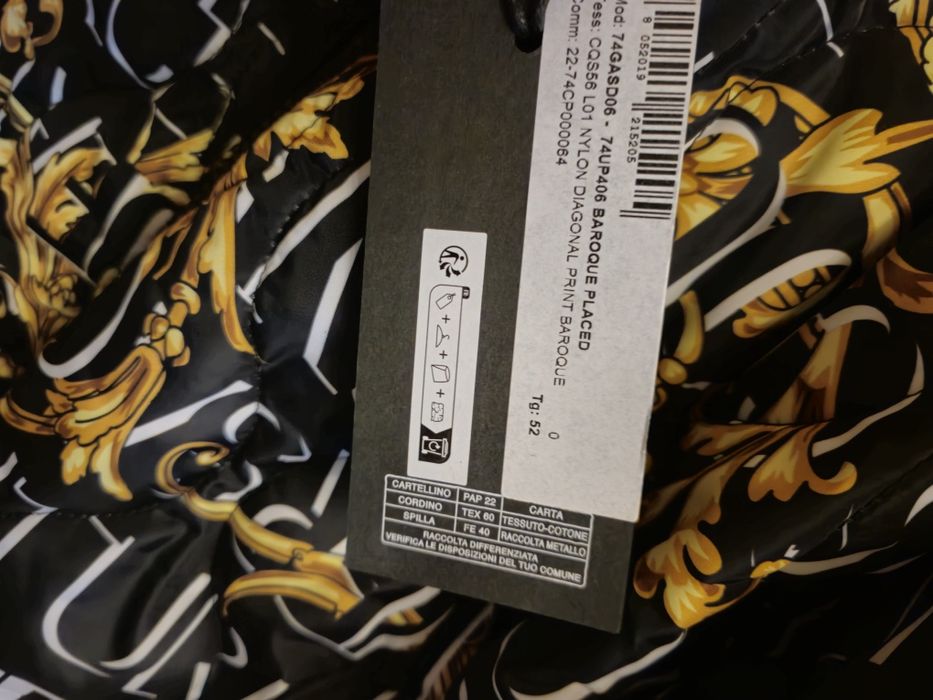 8 052019 215205
Mod: 74GASD06 - 74UP406 BAROQUE PLACED
Tess: CQS56 L01 NYLON DIAGONAL PRINT BAROQUE
Comm: 22-74CP000064
0
Tg: 52
FR
CARTELLINO PAP 22 CARTA
CORDINO TEX 60 TESSUTO-COTONE
SPILLA FE 40 RACCOLTA METALLO
RACCOLTA DIFFERENZIATA
VERIFICA LE DISPOSIZIONI DEL TUO COMUNE